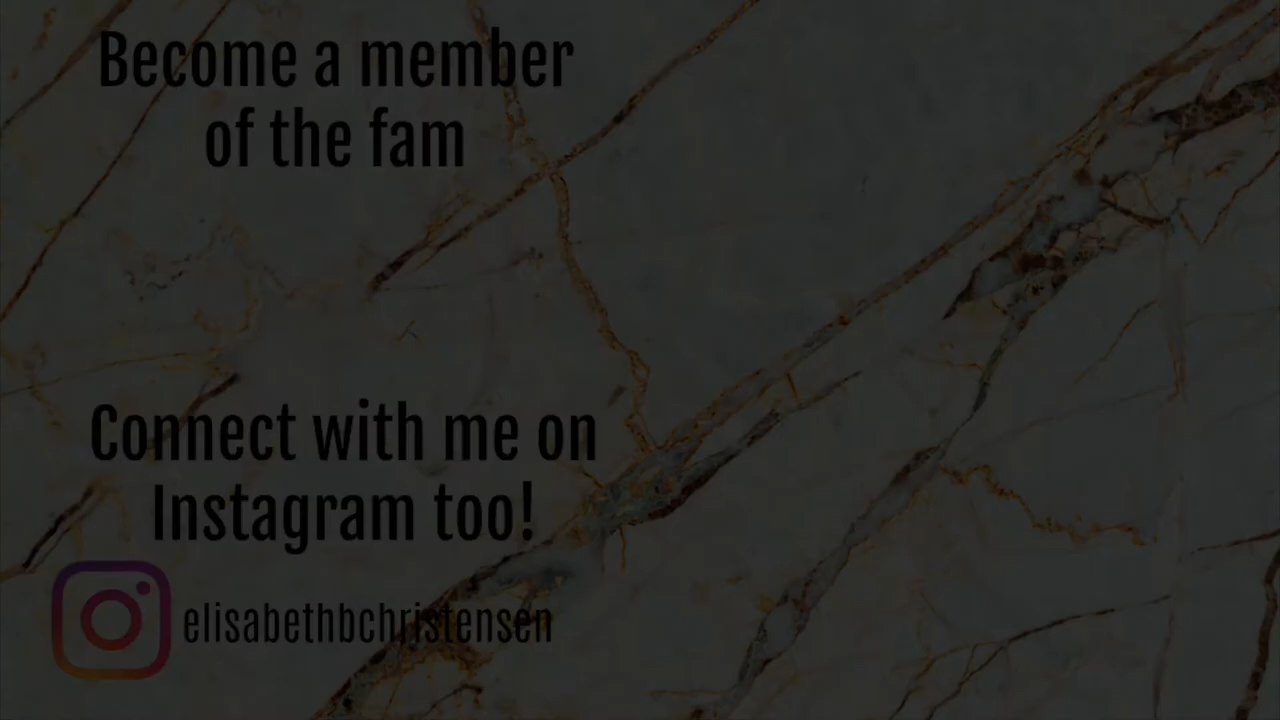 Become a member
of the fam
Connect with me on
Instagram too!
elisabethbchristensen